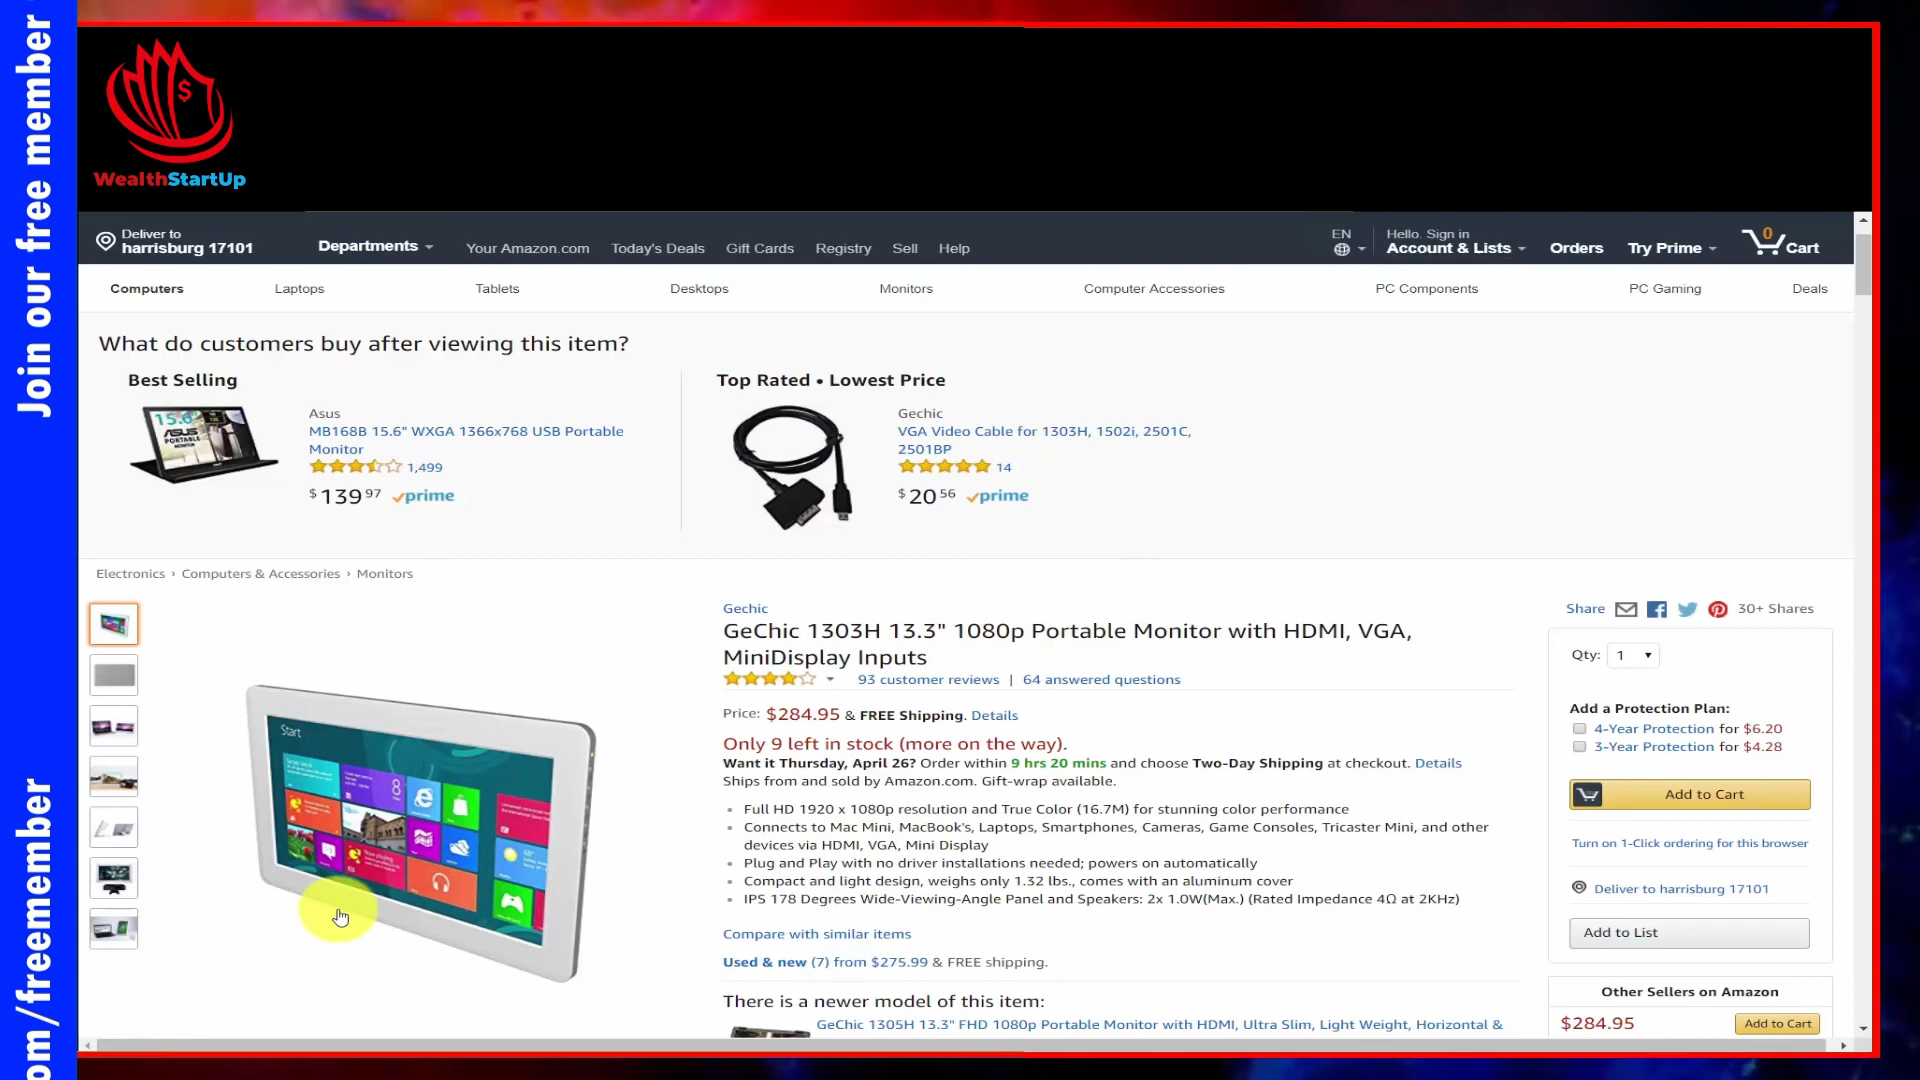 Join our free member
om/freemember
$
WealthStartUp
Deliver to
harrisburg 17101
Departments
Your Amazon.com
Today's Deals
Gift Cards
Registry
Sell
Help
EN
Hello. Sign in
Account & Lists
Orders
Try Prime
0
Cart
Computers
Laptops
Tablets
Desktops
Monitors
Computer Accessories
PC Components
PC Gaming
Deals
What do customers buy after viewing this item?
Best Selling
15.6"
ASUS
PORTABLE
MONITOR
Asus
MB168B 15.6" WXGA 1366x768 USB Portable
Monitor
1,499
$139 97 prime
Top Rated • Lowest Price
Gechic
VGA Video Cable for 1303H, 1502i, 2501C,
2501BP
14
$20 56 prime
Electronics › Computers & Accessories › Monitors
Start
8
Gechic
GeChic 1303H 13.3" 1080p Portable Monitor with HDMI, VGA,
MiniDisplay Inputs
93 customer reviews | 64 answered questions
Price: $284.95 & FREE Shipping. Details
Only 9 left in stock (more on the way).
Want it Thursday, April 26? Order within 9 hrs 20 mins and choose Two-Day Shipping at checkout. Details
Ships from and sold by Amazon.com. Gift-wrap available.
Full HD 1920 x 1080p resolution and True Color (16.7M) for stunning color performance
Connects to Mac Mini, MacBook's, Laptops, Smartphones, Cameras, Game Consoles, Tricaster Mini, and other
devices via HDMI, VGA, Mini Display
Plug and Play with no driver installations needed; powers on automatically
Compact and light design, weighs only 1.32 lbs., comes with an aluminum cover
IPS 178 Degrees Wide-Viewing-Angle Panel and Speakers: 2x 1.0W(Max.) (Rated Impedance 4Ω at 2KHz)
Compare with similar items
Used & new (7) from $275.99 & FREE shipping.
There is a newer model of this item:
GeChic 1305H 13.3" FHD 1080p Portable Monitor with HDMI, Ultra Slim, Light Weight, Horizontal &
Share
30+ Shares
Qty: 1
Add a Protection Plan:
4-Year Protection for $6.20
3-Year Protection for $4.28
Add to Cart
Turn on 1-Click ordering for this browser
Deliver to harrisburg 17101
Add to List
Other Sellers on Amazon
$284.95
Add to Cart